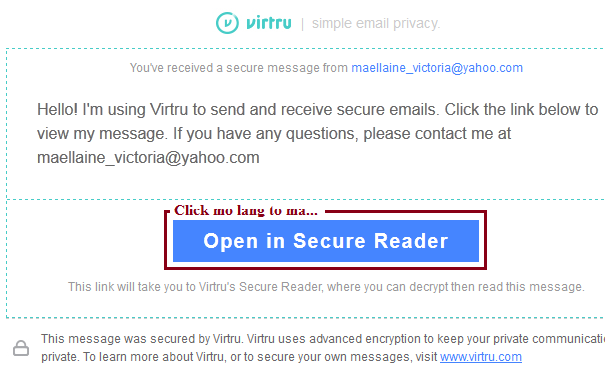 virtru | simple email privacy.
You've received a secure message from maellaine_victoria@yahoo.com
Hello! I'm using Virtru to send and receive secure emails. Click the link below to
view my message. If you have any questions, please contact me at
maellaine_victoria@yahoo.com
Click mo lang to ma...
Open in Secure Reader
This link will take you to Virtru's Secure Reader, where you can decrypt then read this message.
This message was secured by Virtru. Virtru uses advanced encryption to keep your private communicatio
private. To learn more about Virtru, or to secure your own messages, visit www.virtru.com